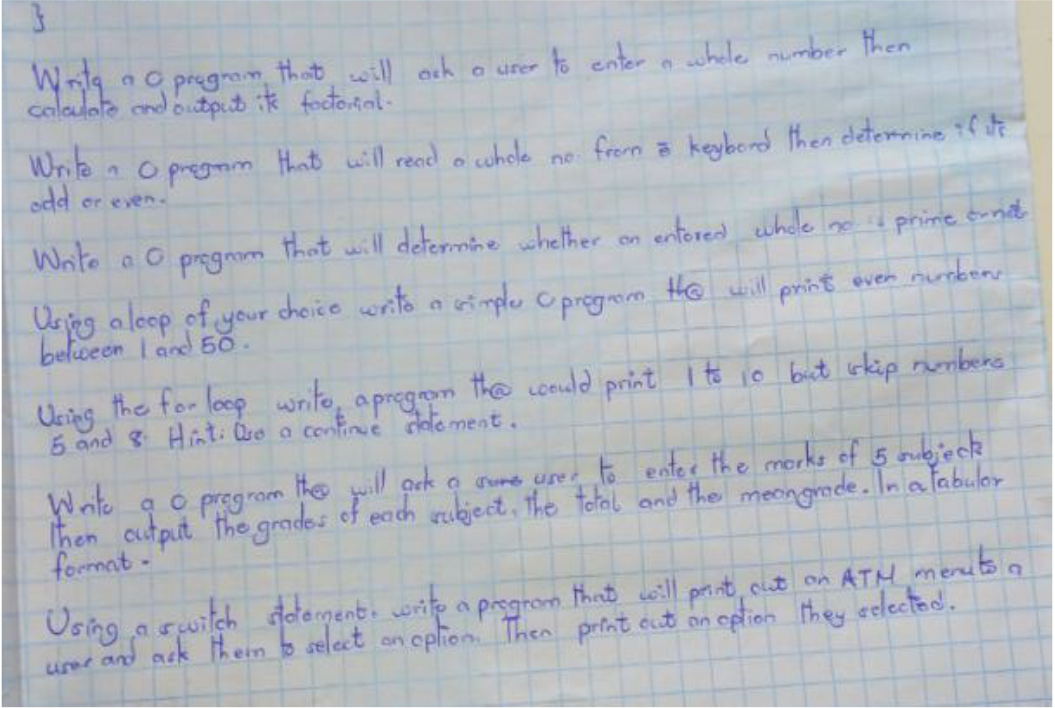 }
Write a C program that will ask a user to enter a whole number then
calculate and output its factorial.
Write a C program that will read a whole no. from a keybord then determine if its
odd or even.
Write a C program that will determine whether an entered whole no. is prime or not
Using a loop of your choice write a simple C program tha will print even numbers
between 1 and 50.
Using the for loop write a program tha would print 1 to 10 but skip numbers
5 and 8. Hint: Use a continue statement.
Write a C program tha will ask a user to enter the marks of 5 subjects
then output the grades of each subject, the total and the meangrade. In a tabular
format.
Using a switch statement. write a program that will print out an ATM menu to a
user and ask them to select an option. Then print out an option they selected.